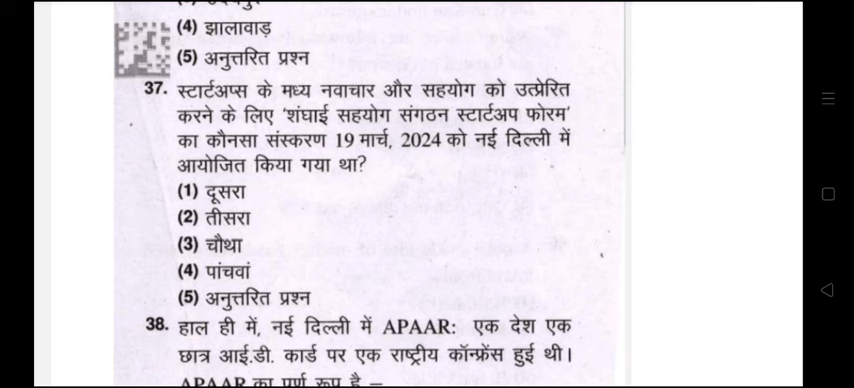 (4) झालावाड़
(5) अनुत्तरित प्रश्न
37. स्टार्टअप्स के मध्य नवाचार और सहयोग को उत्प्रेरित
करने के लिए 'शंघाई सहयोग संगठन स्टार्टअप फोरम'
का कौनसा संस्करण 19 मार्च, 2024 को नई दिल्ली में
आयोजित किया गया था?
(1) दूसरा
(2) तीसरा
(3) चौथा
(4) पांचवां
(5) अनुत्तरित प्रश्न
38. हाल ही में, नई दिल्ली में APAAR: एक देश एक
छात्र आई.डी. कार्ड पर एक राष्ट्रीय कॉन्फ्रेंस हुई थी।
APAAR का पूर्ण रूप है –